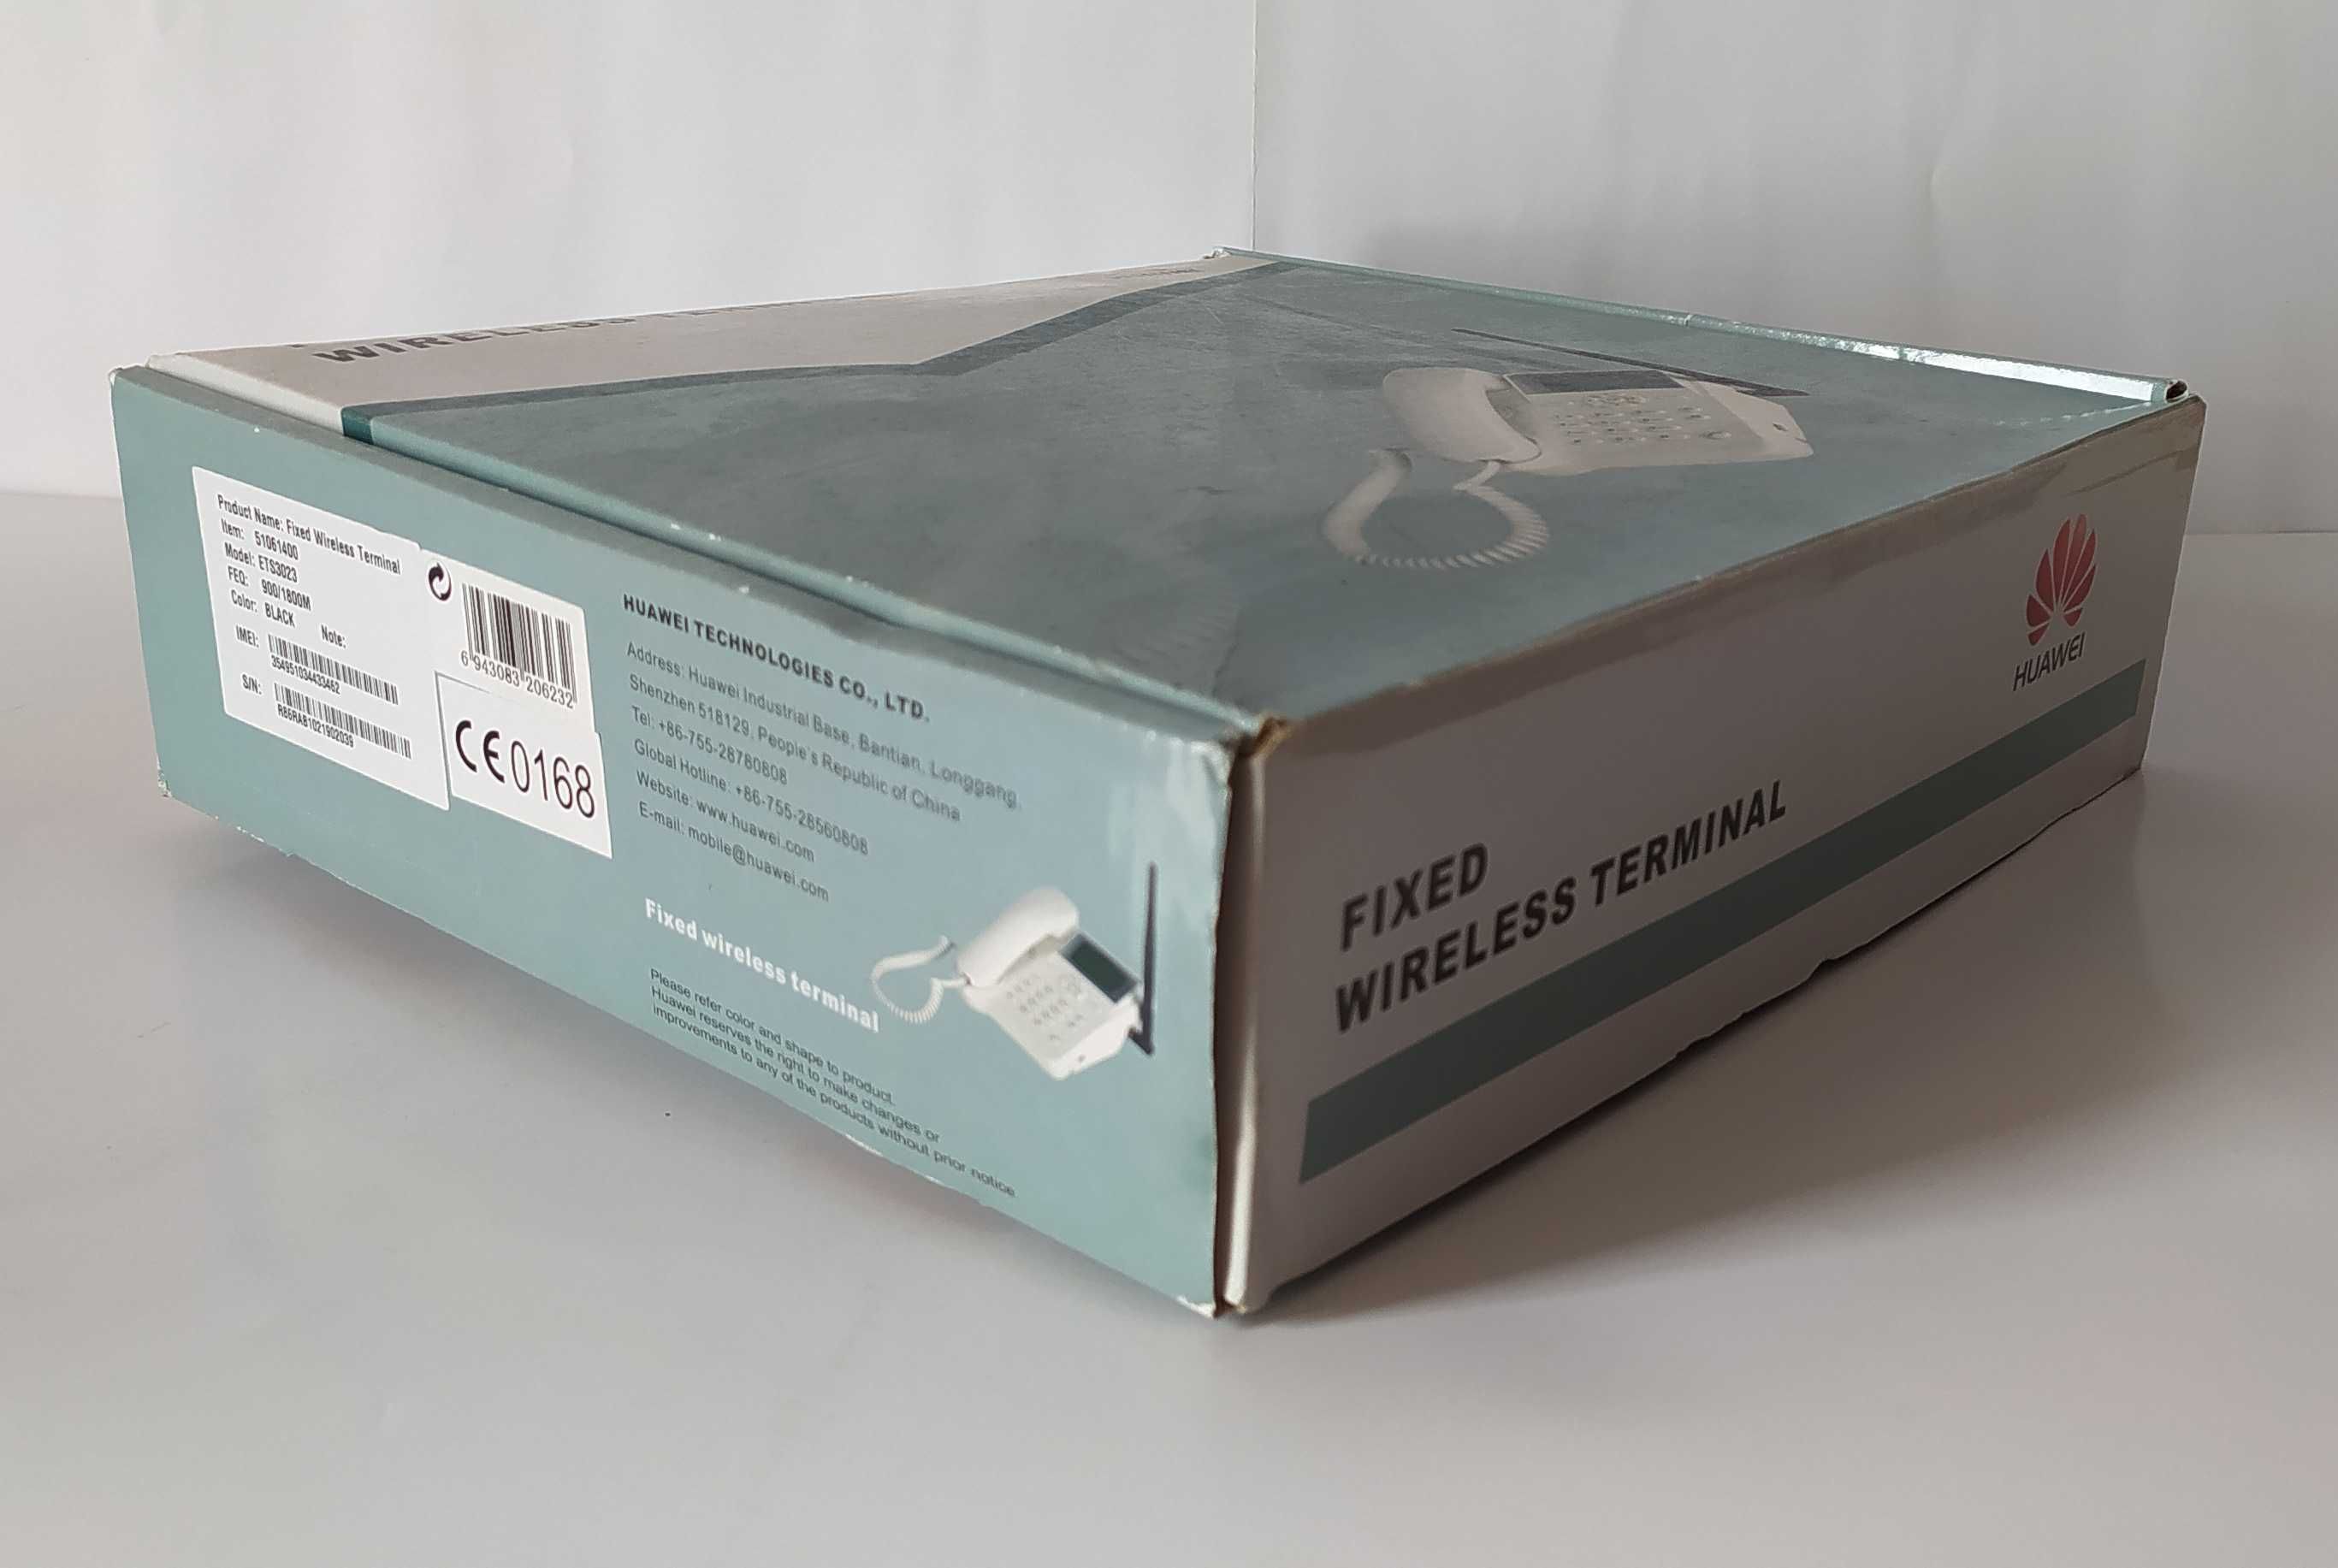 WIRELESS TERMINAL
Product Name: Fixed Wireless Terminal
Item: 51061400
Model: ETS3023
FEQ: 900/1800M
Color: BLACK Note:
IMEI:
354951034433462
S/N:
R86RAB1021902039
6 943083 206232
CE0168
HUAWEI TECHNOLOGIES CO., LTD.
Address: Huawei Industrial Base, Bantian, Longgang,
Shenzhen 518129, People's Republic of China
Tel: +86-755-28780808
Global Hotline: +86-755-28560808
Website: www.huawei.com
E-mail: mobile@huawei.com
Fixed wireless terminal
Please refer color and shape to product.
Huawei reserves the right to make changes or
improvements to any of the products without prior notice.
HUAWEI
FIXED
WIRELESS TERMINAL